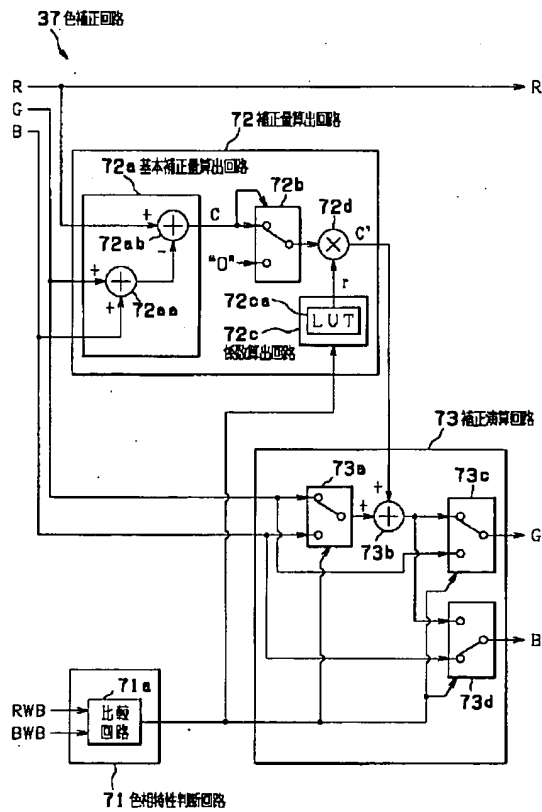 37 色補正回路
R
R
G
B
72 補正量算出回路
72a 基本補正量算出回路
72b
72d
+
C
C'
72ab
-
"0"
+
r
72ca
LUT
72aa
+
72c
係数算出回路
73 補正演算回路
73a
73c
+
+
G
73b
B
71a
73d
RWB
比較
BWB
回路
71 色相特性判断回路